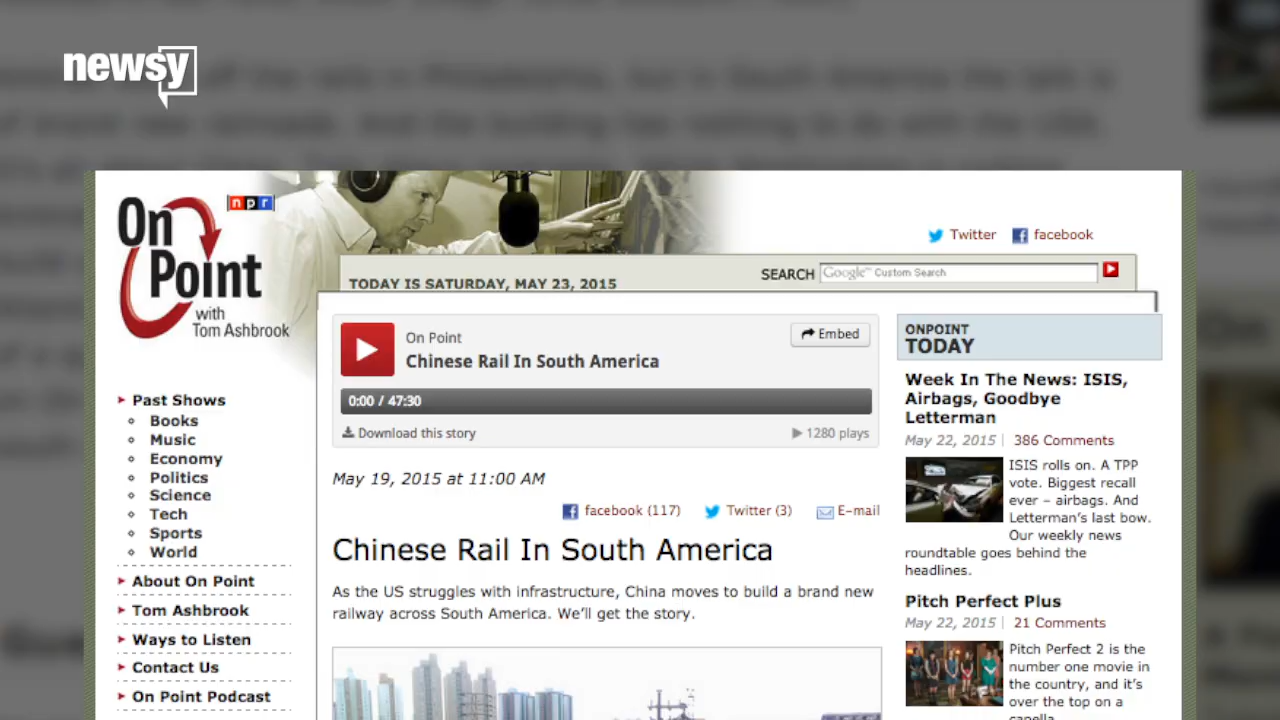 newsy
npr
On
Point
with
Tom Ashbrook
Twitter
facebook
TODAY IS SATURDAY, MAY 23, 2015
SEARCH
Google™ Custom Search
On Point
Chinese Rail In South America
Embed
0:00 / 47:30
Download this story
1280 plays
May 19, 2015 at 11:00 AM
facebook (117)
Twitter (3)
E-mail
Chinese Rail In South America
As the US struggles with infrastructure, China moves to build a brand new
railway across South America. We'll get the story.
Past Shows
Books
Music
Economy
Politics
Science
Tech
Sports
World
About On Point
Tom Ashbrook
Ways to Listen
Contact Us
On Point Podcast
ONPOINT
TODAY
Week In The News: ISIS,
Airbags, Goodbye
Letterman
May 22, 2015 | 386 Comments
ISIS rolls on. A TPP
vote. Biggest recall
ever – airbags. And
Letterman's last bow.
Our weekly news
roundtable goes behind the
headlines.
Pitch Perfect Plus
May 22, 2015 | 21 Comments
Pitch Perfect 2 is the
number one movie in
the country, and it's
over the top on a
capella